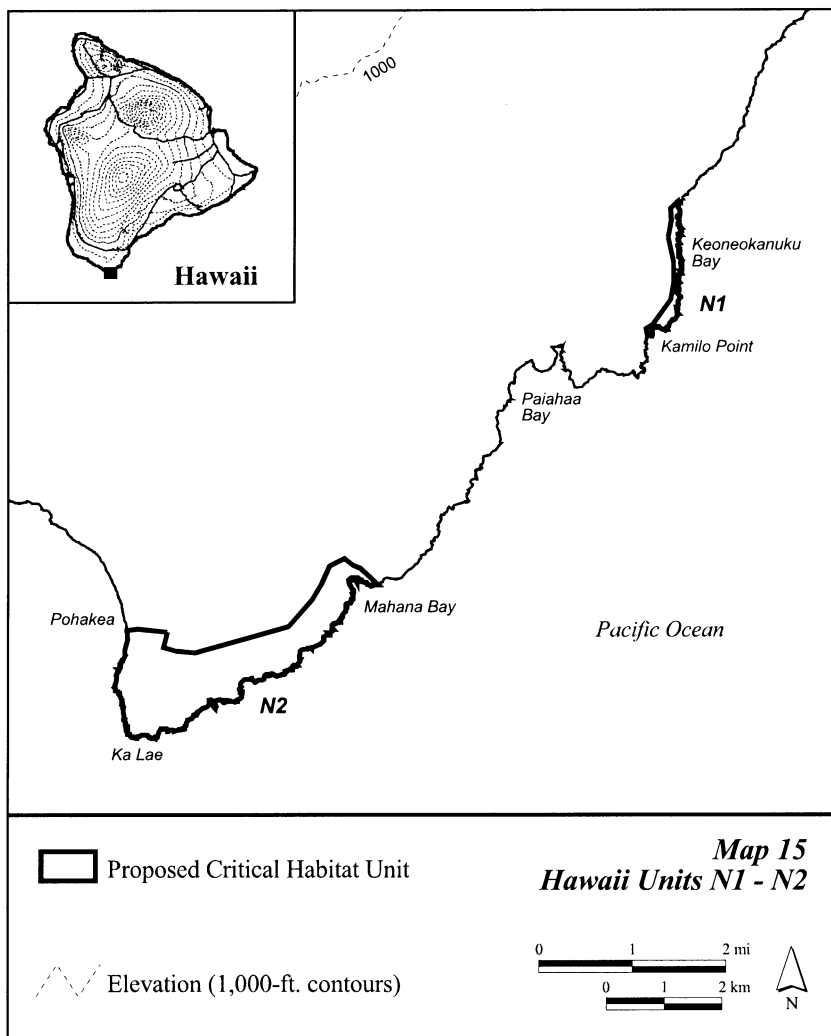 1000
Hawaii
Keoneokanuku
Bay
N1
Kamilo Point
Paiahaa
Bay
Mahana Bay
Pohakea
Pacific Ocean
N2
Ka Lae
Proposed Critical Habitat Unit
Map 15
Hawaii Units N1 - N2
0 1 2 mi
Elevation (1,000-ft. contours)
0 1 2 km
N